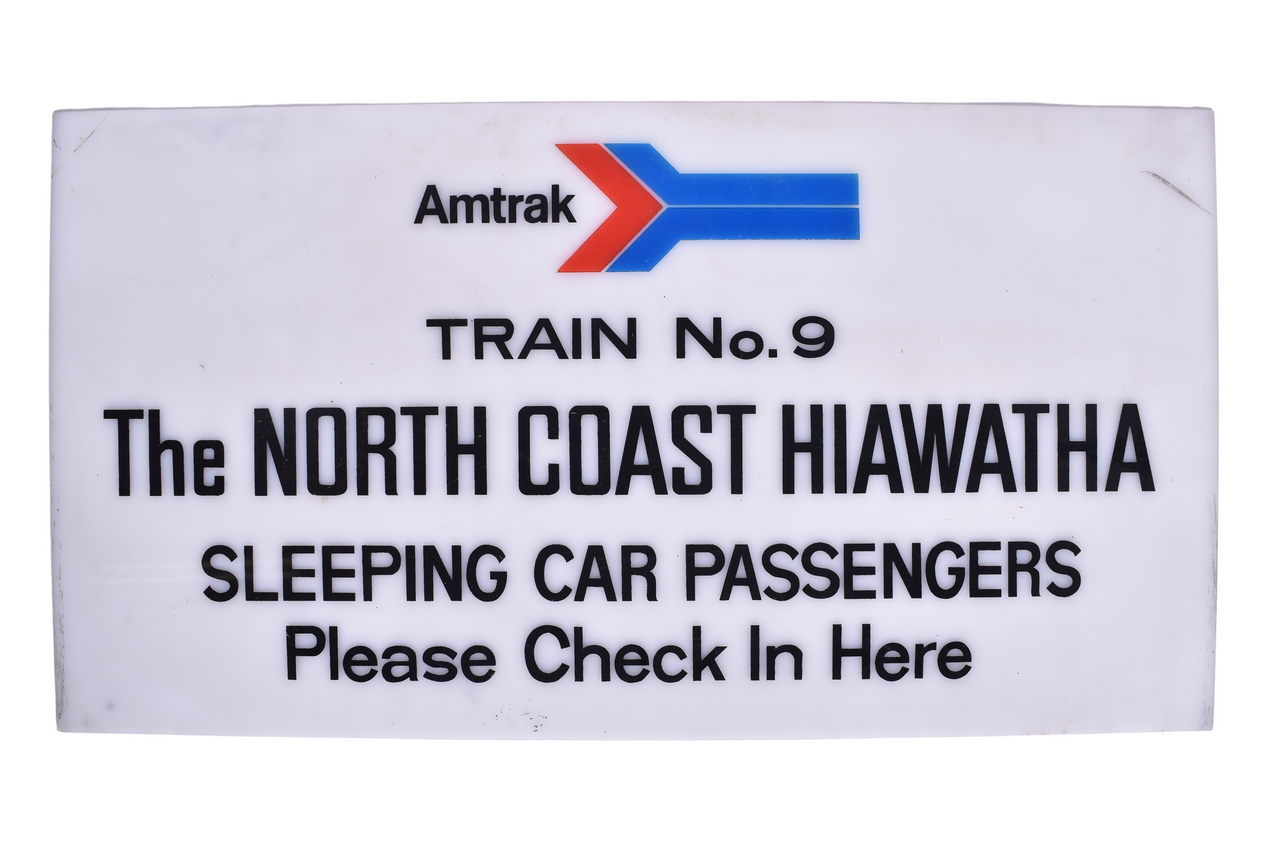 Amtrak
TRAIN No. 9
The NORTH COAST HIAWATHA
SLEEPING CAR PASSENGERS
Please Check In Here